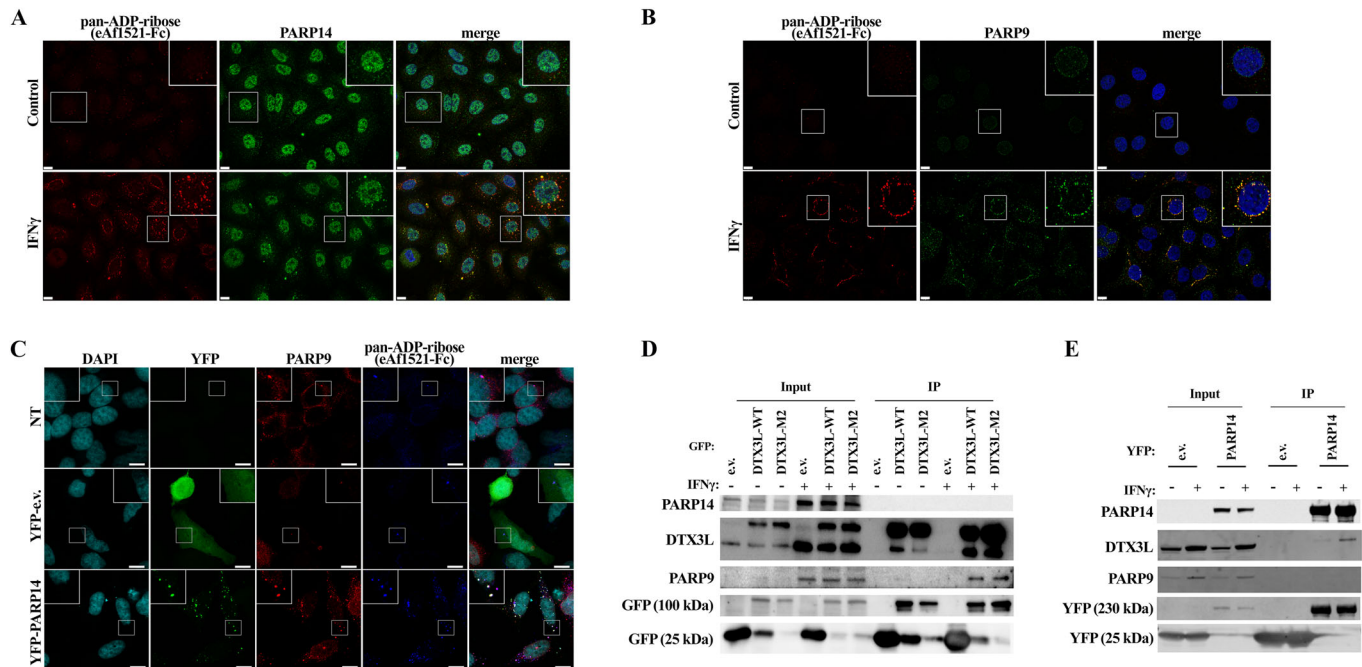 A
pan-ADP-ribose
(eAf1521-Fc)
PARP14
merge
Control
IFNγ
B
pan-ADP-ribose
(eAf1521-Fc)
PARP9
merge
Control
IFNγ
C
DAPI
YFP
PARP9
pan-ADP-ribose
(eAf1521-Fc)
merge
NT
YFP-e.v.
YFP-PARP14
D
Input
IP
GFP:
e.v.
DTX3L-WT
DTX3L-M2
e.v.
DTX3L-WT
DTX3L-M2
e.v.
DTX3L-WT
DTX3L-M2
e.v.
DTX3L-WT
DTX3L-M2
IFNγ: - - - + + + - - - + + +
PARP14
DTX3L
PARP9
GFP (100 kDa)
GFP (25 kDa)
E
Input
IP
YFP:
e.v.
PARP14
e.v.
PARP14
IFNγ: - + - + - + - +
PARP14
DTX3L
PARP9
YFP (230 kDa)
YFP (25 kDa)